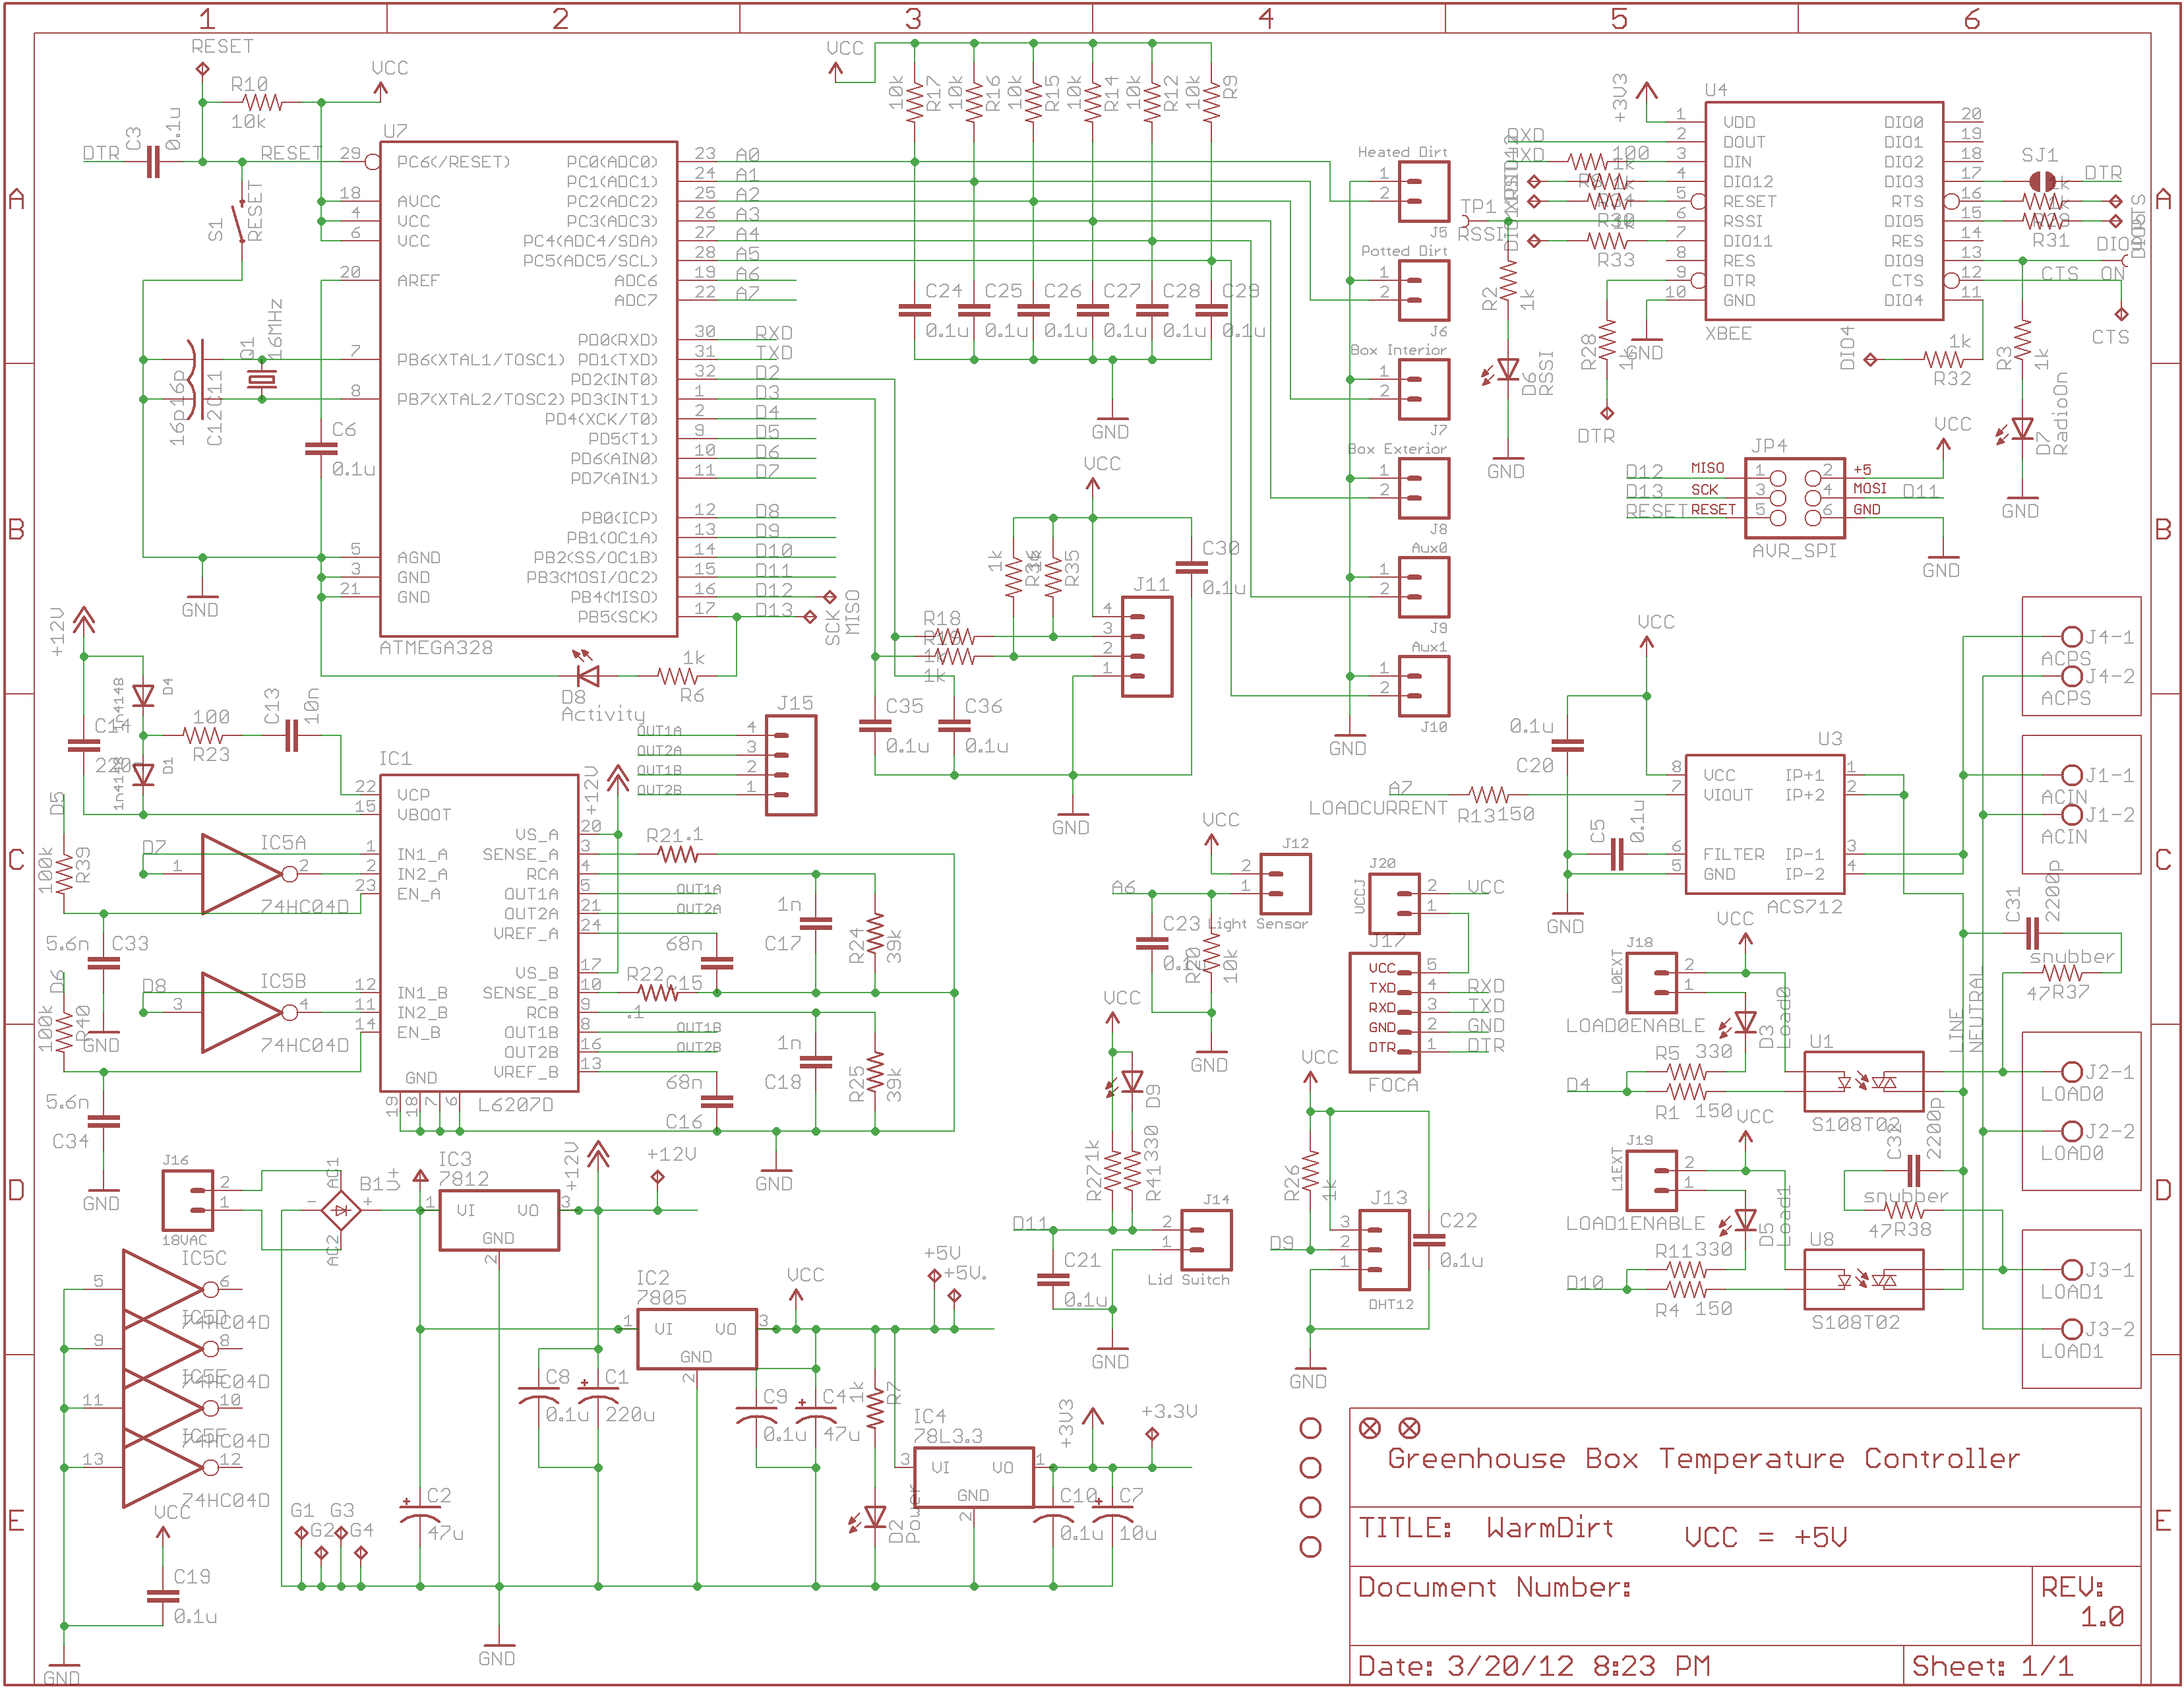 1 2 3 4 5 6
A
B
C
D
E
A
B
C
D
E
RESET
R10
10k
VCC
C3
0.1u
DTR
RESET
S1
RESET
U7
29 PC6(/RESET)
18 AVCC
4 VCC
6 VCC
20 AREF
7 PB6(XTAL1/TOSC1)
8 PB7(XTAL2/TOSC2)
5 AGND
3 GND
21 GND
PC0(ADC0) 23 A0
PC1(ADC1) 24 A1
PC2(ADC2) 25 A2
PC3(ADC3) 26 A3
PC4(ADC4/SDA) 27 A4
PC5(ADC5/SCL) 28 A5
ADC6 19 A6
ADC7 22 A7
PD0(RXD) 30 RXD
PD1(TXD) 31 TXD
PD2(INT0) 32 D2
PD3(INT1) 1 D3
PD4(XCK/T0) 2 D4
PD5(T1) 9 D5
PD6(AIN0) 10 D6
PD7(AIN1) 11 D7
PB0(ICP) 12 D8
PB1(OC1A) 13 D9
PB2(SS/OC1B) 14 D10
PB3(MOSI/OC2) 15 D11
PB4(MISO) 16 D12
PB5(SCK) 17 D13
SCK
MISO
ATMEGA328
Q1
16MHz
16p
16p
C12
C11
C6
0.1u
GND
D8
Activity
1k
R6
VCC
10k R17
10k R16
10k R15
10k R14
10k R12
10k R9
C24 0.1u
C25 0.1u
C26 0.1u
C27 0.1u
C28 0.1u
C29 0.1u
GND
Heated Dirt
1
2
J5
Potted Dirt
1
2
J6
Box Interior
1
2
J7
Box Exterior
1
2
J8
Aux0
1
2
J9
Aux1
1
2
J10
GND
VCC
1k
R35
C30
0.1u
J11
4
3
2
1
R18
1k
C35
0.1u
C36
0.1u
GND
+3V3
U4
1 VDD
2 DOUT
3 DIN
4 DIO12
5 RESET
6 RSSI
7 DIO11
8 RES
9 DTR
10 GND
DIO0 20
DIO1 19
DIO2 18
DIO3 17
RTS 16
DIO5 15
RES 14
DIO9 13
CTS 12
DIO4 11
XBEE
RXD
TXD
100
TP1
RSSI
R33
R2
1k
D6
RSSI
GND
R28
DTR
GND
SJ1
DTR
R31
CTS
ON
CTS
DIO4
1k
R32
R3
1k
D7
RadioOn
GND
JP4
D12 MISO 1 2 +5
D13 SCK 3 4 MOSI D11
RESET RESET 5 6 GND
AVR_SPI
VCC
GND
+12V
D4
C14
D1
1n4148
100
R23
C13
10n
IC1
22 VCP
15 VBOOT
1 IN1_A
2 IN2_A
23 EN_A
12 IN1_B
11 IN2_B
14 EN_B
GND
19 18 7 6
VS_A 20
SENSE_A 3
RCA 4
OUT1A 5
OUT2A 21
VREF_A 24
VS_B 17
SENSE_B 10
RCB 9
OUT1B 8
OUT2B 16
VREF_B 13
L6207D
OUT1A
OUT2A
OUT1B
OUT2B
J15
4
3
2
1
+12V
R21 .1
OUT1A
OUT2A
68n
C15
R22
.1
OUT1B
OUT2B
68n
C16
1n
C17
R24
39k
1n
C18
R25
39k
GND
D5
100k
R39
D7
1
IC5A
2
74HC04D
5.6n C33
D6
100k
R40
GND
D8
3
IC5B
4
74HC04D
5.6n
C34
GND
J16
2
1
18VAC
AC1
AC2
B1
IC3
7812
1 VI VO 3
GND
2
+12V
+12V
IC5C
5 6
9 8
11 10
13 12
74HC04D
VCC
C19
0.1u
GND
G1
G2
G3
G4
C2
47u
GND
C8
0.1u
C1
220u
IC2
7805
1 VI VO 3
GND
2
VCC
+5V
+5V.
C9
0.1u
C4
47u
1k
R7
D2
Power
IC4
78L3.3
3 VI VO 1
GND
2
+3V3
+3.3V
C10
0.1u
C7
10u
A6
VCC
J12
2
1
Light Sensor
C23
R20
10k
GND
VCC
D9
R27 1k
R41 330
D11
J14
2
1
Lid Switch
C21
0.1u
GND
J20
VCCJ
2 VCC
1
J17
VCC 5
TXD 4 RXD
RXD 3 TXD
GND 2 GND
DTR 1 DTR
FOCA
VCC
R26
1k
D9
J13
3
2
1
DHT12
C22
0.1u
GND
VCC
0.1u
C20
A7
LOADCURRENT
R13 150
C5
0.1u
GND
U3
8 VCC
7 VIOUT
6 FILTER
5 GND
IP+1 1
IP+2 2
IP-1 3
IP-2 4
ACS712
J4-1
ACPS
J4-2
ACPS
J1-1
ACIN
J1-2
ACIN
C31
2200p
snubber
47 R37
LINE
NEUTRAL
J18
L0EXT
2
1
LOAD0ENABLE
VCC
D3
Load0
R5 330
D4
R1 150
U1
S108T02
J2-1
LOAD0
J2-2
LOAD0
J19
L1EXT
2
1
LOAD1ENABLE
VCC
D5
Load1
C32
2200p
snubber
47 R38
R11 330
D10
R4 150
U8
S108T02
J3-1
LOAD1
J3-2
LOAD1
Greenhouse Box Temperature Controller
TITLE: WarmDirt
VCC = +5V
Document Number:
REV:
1.0
Date: 3/20/12 8:23 PM
Sheet: 1/1